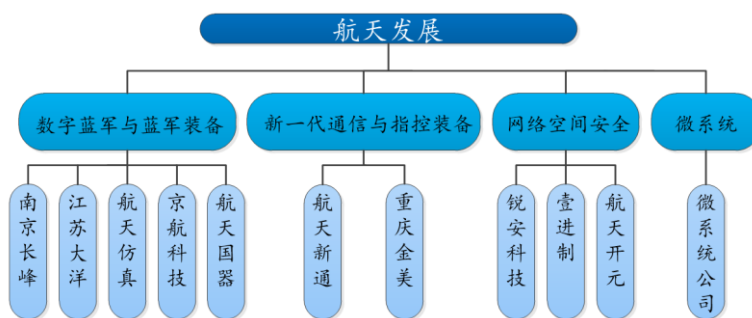 航天发展
数字蓝军与蓝军装备
新一代通信与指控装备
网络空间安全
微系统
南京长峰
江苏大洋
航天仿真
京航科技
航天国器
航天新通
重庆金美
锐安科技
壹进制
航天开元
微系统公司